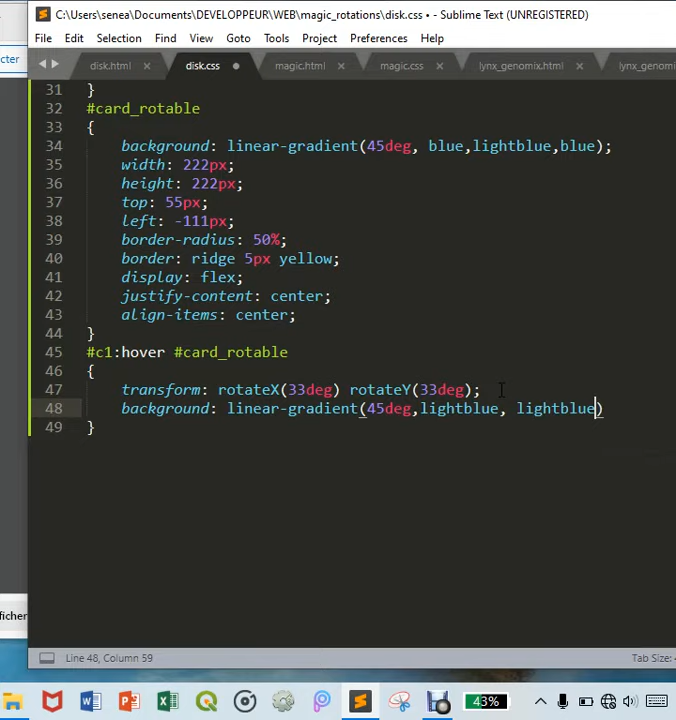 C:\Users\senea\Documents\DEVELOPPEUR\WEB\magic_rotations\disk.css • - Sublime Text (UNREGISTERED)
File Edit Selection Find View Goto Tools Project Preferences Help
cter
disk.html × disk.css magic.html × magic.css × lynx_genomix.html × lynx_genomi
31 }
32 #card_rotable
33 {
34 background: linear-gradient(45deg, blue,lightblue,blue);
35 width: 222px;
36 height: 222px;
37 top: 55px;
38 left: -111px;
39 border-radius: 50%;
40 border: ridge 5px yellow;
41 display: flex;
42 justify-content: center;
43 align-items: center;
44 }
45 #c1:hover #card_rotable
46 {
47 transform: rotateX(33deg) rotateY(33deg);
48 background: linear-gradient(45deg,lightblue, lightblue)
49 }
ficher
Line 48, Column 59 Tab Size:
43%